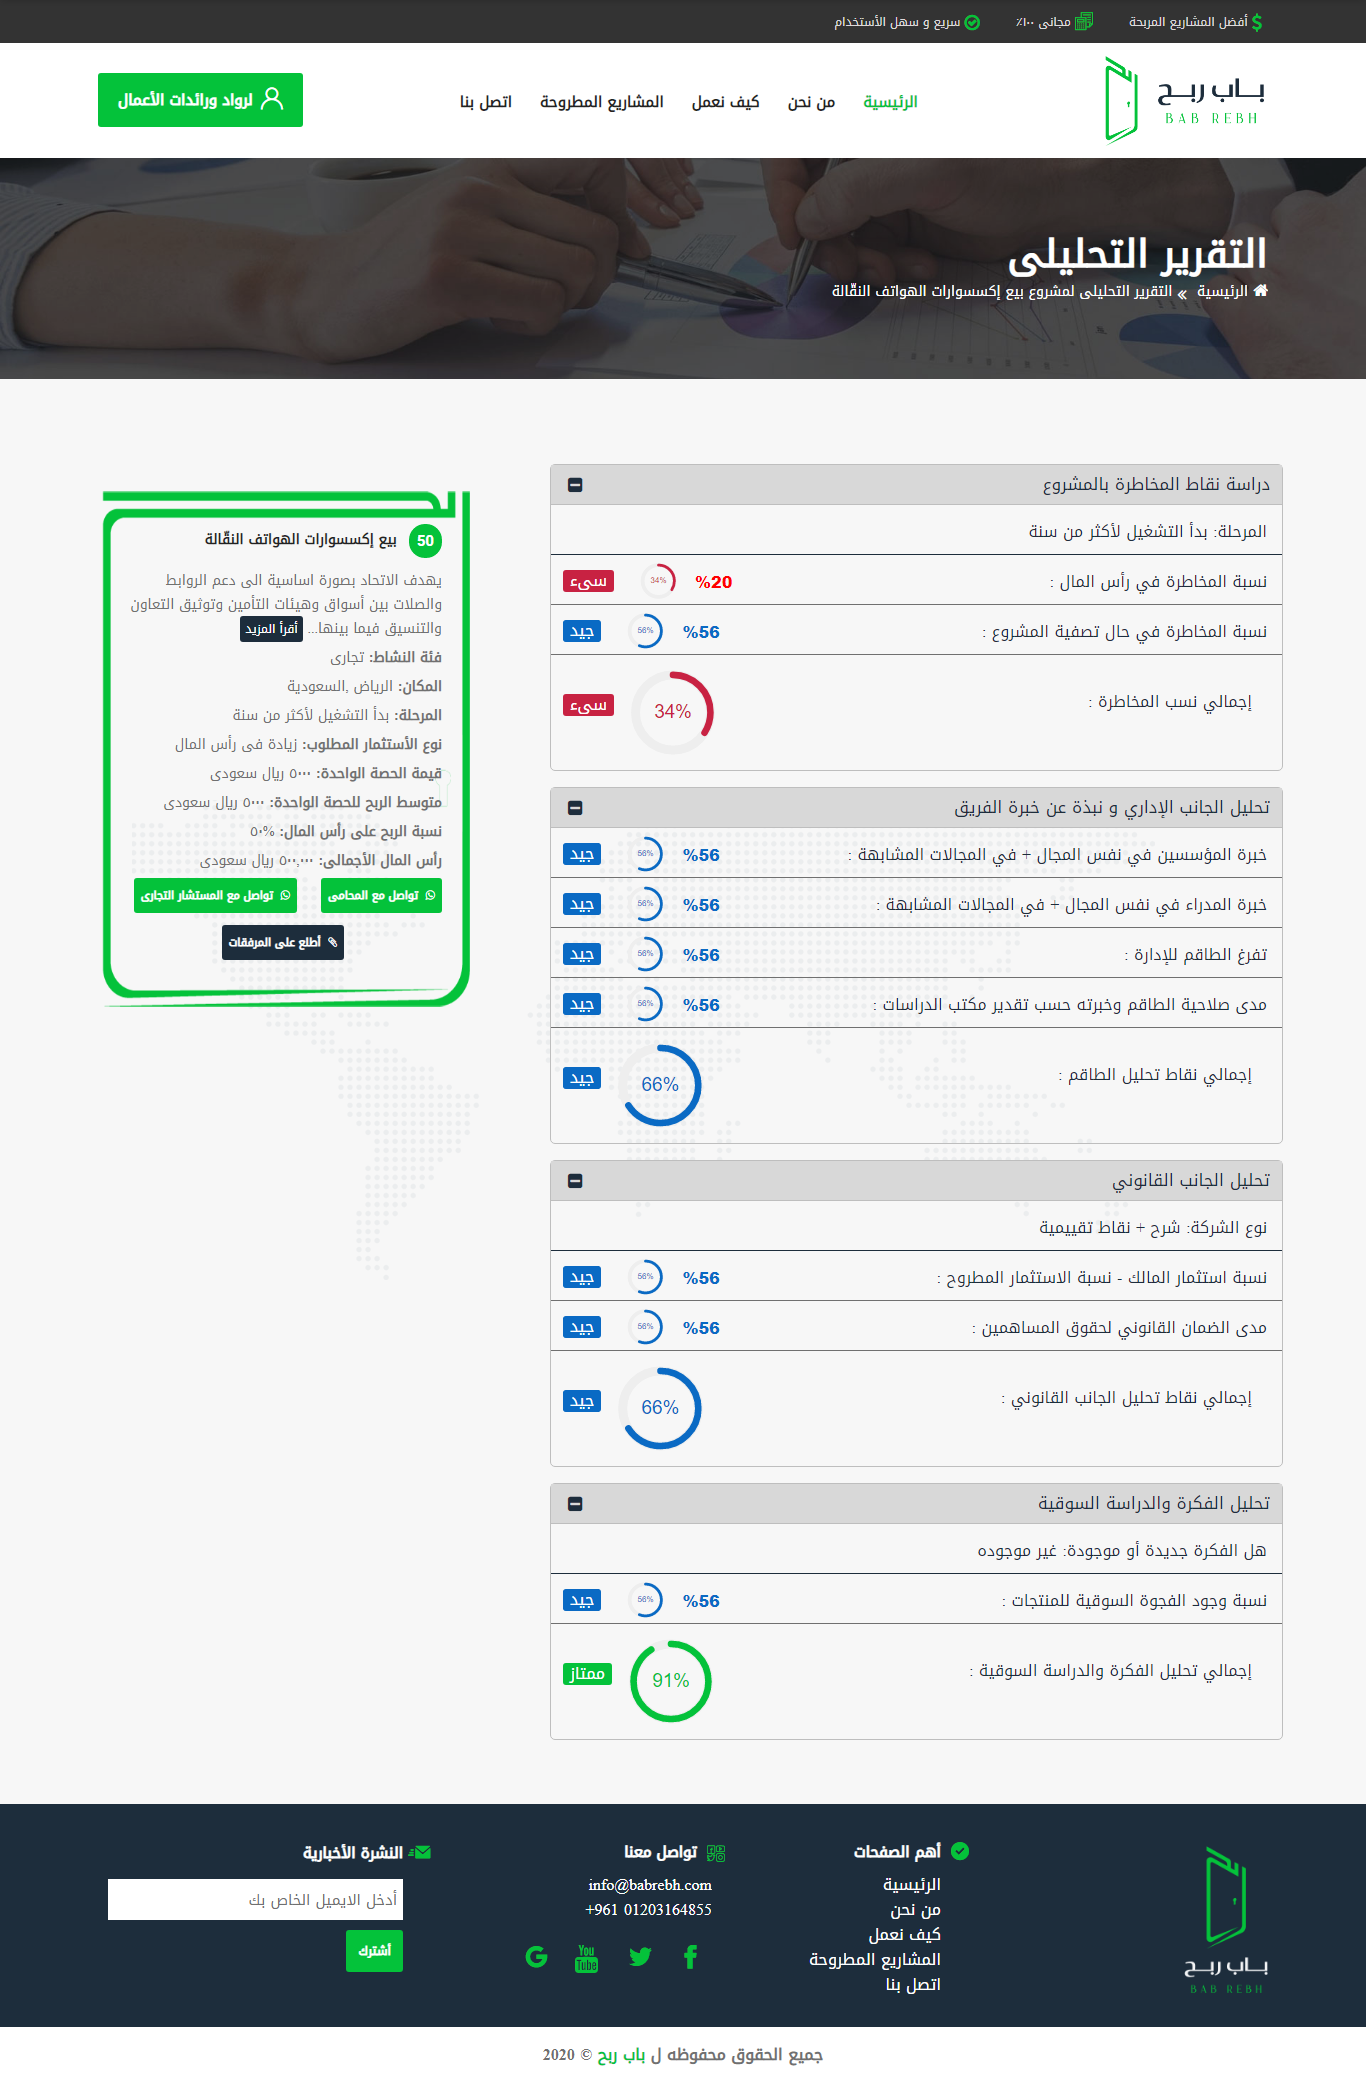 أفضل المشاريع المربحة
مجانى ١٠٠٪
سريع و سهل الأستخدام
باب ربح
BAB REBH
الرئيسية
من نحن
كيف نعمل
المشاريع المطروحة
اتصل بنا
لرواد ورائدات الأعمال
التقرير التحليلى
الرئيسية » التقرير التحليلى لمشروع بيع إكسسوارات الهواتف النقّالة
دراسة نقاط المخاطرة بالمشروع
المرحلة: بدأ التشغيل لأكثر من سنة
نسبة المخاطرة في رأس المال : %20 34% سيء
نسبة المخاطرة في حال تصفية المشروع : %56 56% جيد
إجمالي نسب المخاطرة : 34% سيء
تحليل الجانب الإداري و نبذة عن خبرة الفريق
خبرة المؤسسين في نفس المجال + في المجالات المشابهة : %56 56% جيد
خبرة المدراء في نفس المجال + في المجالات المشابهة : %56 56% جيد
تفرغ الطاقم للإدارة : %56 56% جيد
مدى صلاحية الطاقم وخبرته حسب تقدير مكتب الدراسات : %56 56% جيد
إجمالي نقاط تحليل الطاقم : 66% جيد
تحليل الجانب القانوني
نوع الشركة: شرح + نقاط تقييمية
نسبة استثمار المالك - نسبة الاستثمار المطروح : %56 56% جيد
مدى الضمان القانوني لحقوق المساهمين : %56 56% جيد
إجمالي نقاط تحليل الجانب القانوني : 66% جيد
تحليل الفكرة والدراسة السوقية
هل الفكرة جديدة أو موجودة: غير موجوده
نسبة وجود الفجوة السوقية للمنتجات : %56 56% جيد
إجمالي تحليل الفكرة والدراسة السوقية : 91% ممتاز
50 بيع إكسسوارات الهواتف النقّالة
يهدف الاتحاد بصورة اساسية الى دعم الروابط
والصلات بين أسواق وهيئات التأمين وتوثيق التعاون
والتنسيق فيما بينها... أقرأ المزيد
فئة النشاط: تجارى
المكان: الرياض ,السعودية
المرحلة: بدأ التشغيل لأكثر من سنة
نوع الأستثمار المطلوب: زيادة فى رأس المال
قيمة الحصة الواحدة: ٥٠٠٠ ريال سعودى
متوسط الربح للحصة الواحدة: ٥٠٠٠ ريال سعودى
نسبة الربح على رأس المال: %٥٠
رأس المال الأجمالى: ٥٠٠,٠٠٠ ريال سعودى
تواصل مع المحامى
تواصل مع المستشار التجارى
أطلع على المرفقات
باب ربح
BAB REBH
أهم الصفحات
الرئيسية
من نحن
كيف نعمل
المشاريع المطروحة
اتصل بنا
تواصل معنا
info@babrebh.com
+961 01203164855
You Tube
النشرة الأخبارية
أدخل الايميل الخاص بك
أشترك
جميع الحقوق محفوظه ل باب ربح © 2020